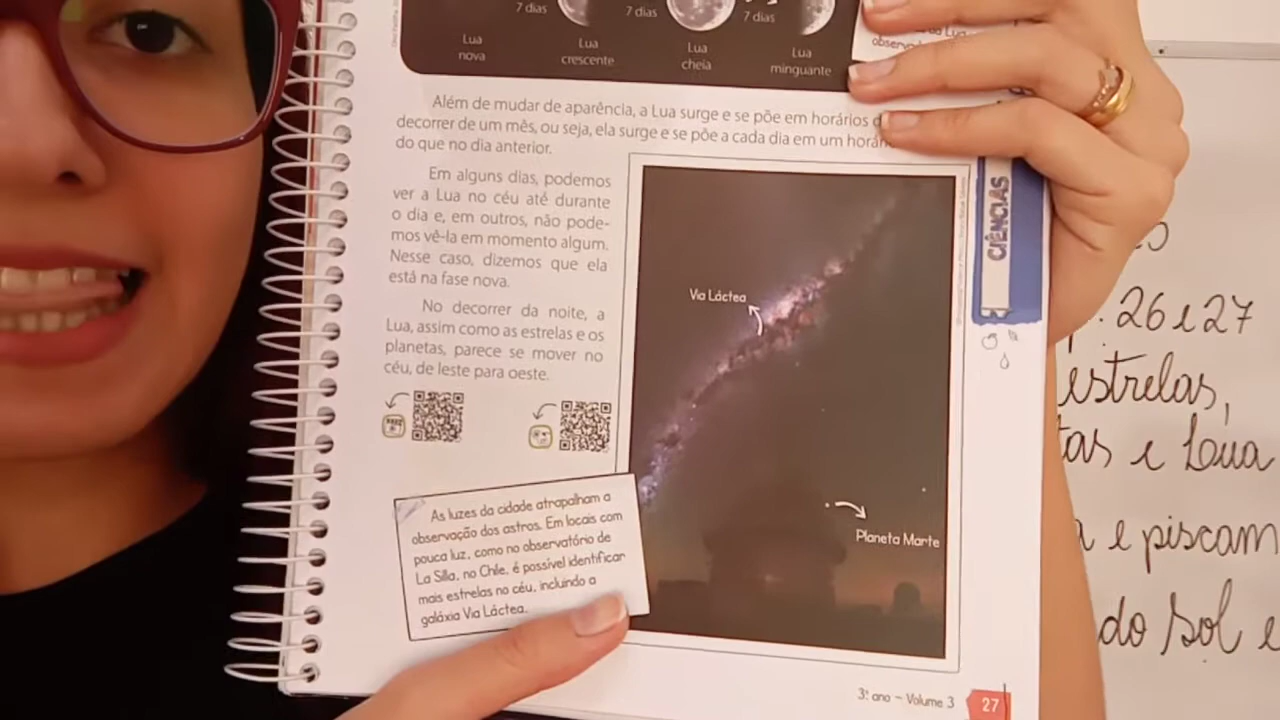 7 dias
7 dias
7 dias
Lua
nova
Lua
crescente
Lua
cheia
Lua
minguante
Além de mudar de aparência, a Lua surge e se põe em horários
decorrer de um mês, ou seja, ela surge e se põe a cada dia em um
do que no dia anterior.
Em alguns dias, podemos
ver a Lua no céu até durante
o dia e, em outros, não pode-
mos vê-la em momento algum.
Nesse caso, dizemos que ela
está na fase nova.
No decorrer da noite, a
Lua, assim como as estrelas e os
planetas, parece se mover no
céu, de leste para oeste.
As luzes da cidade atrapalham a
observação dos astros. Em locais com
pouca luz, como no observatório de
La Silla, no Chile, é possível identificar
mais estrelas no céu, incluindo a
galáxia Via Láctea.
Via Láctea
Planeta Marte
CIÊNCIAS
3º. ano – Volume 3
27
26 e 27
estrelas,
e Lua
e piscam
do Sol e